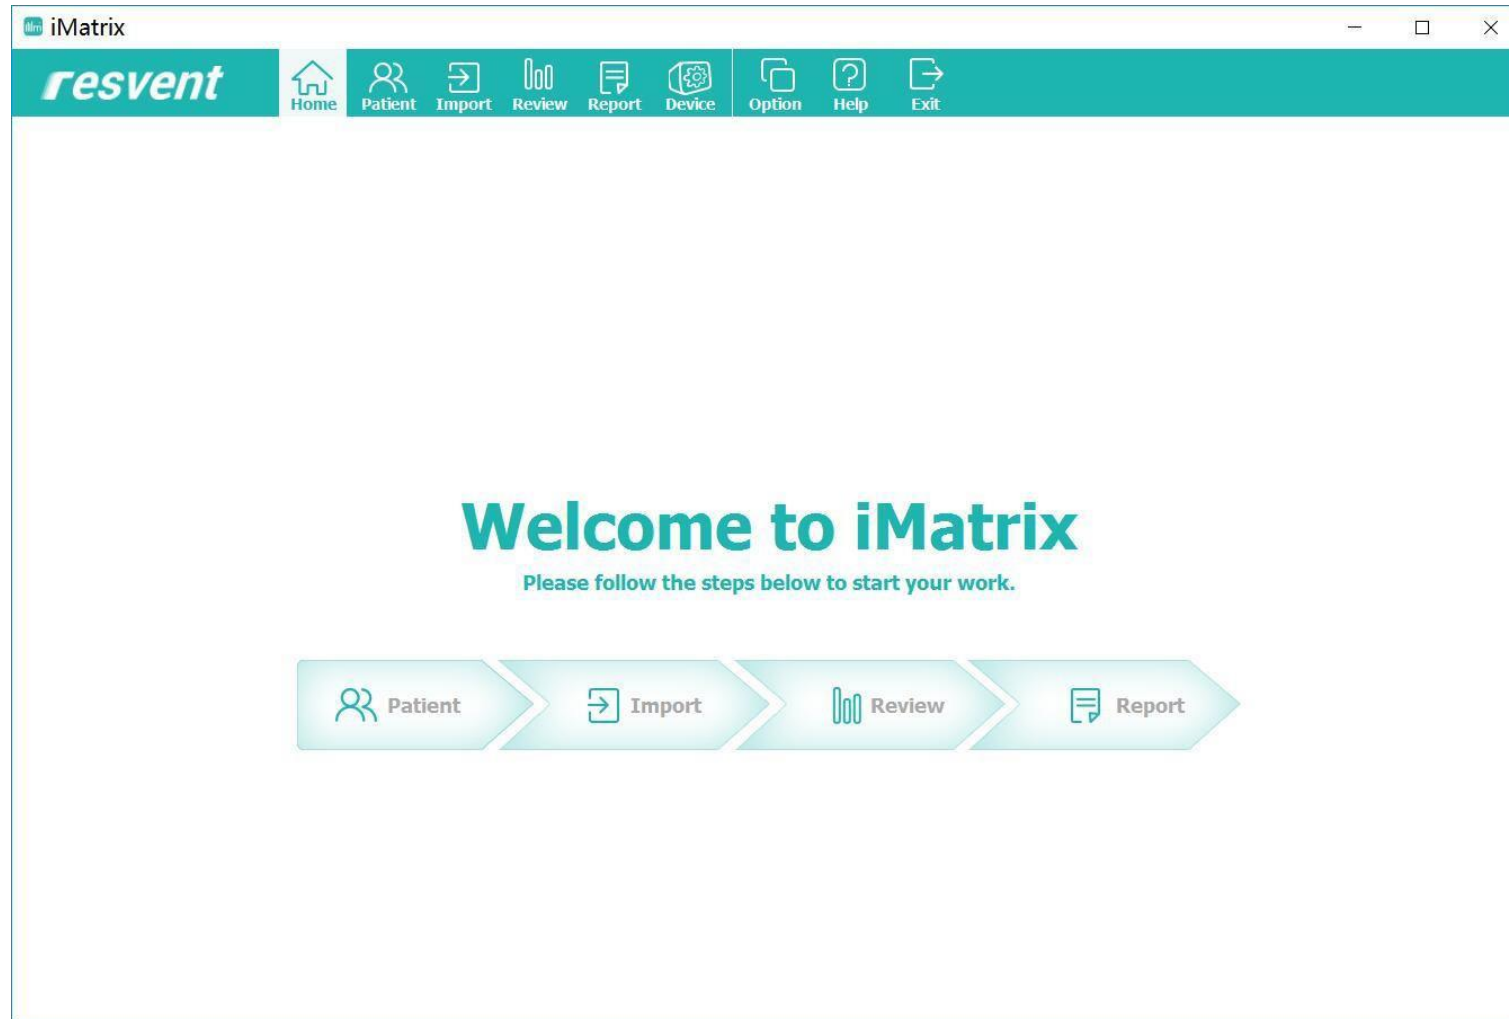 iMatrix
resvent
Home Patient Import Review Report Device Option Help Exit
Welcome to iMatrix
Please follow the steps below to start your work.
Patient Import Review Report